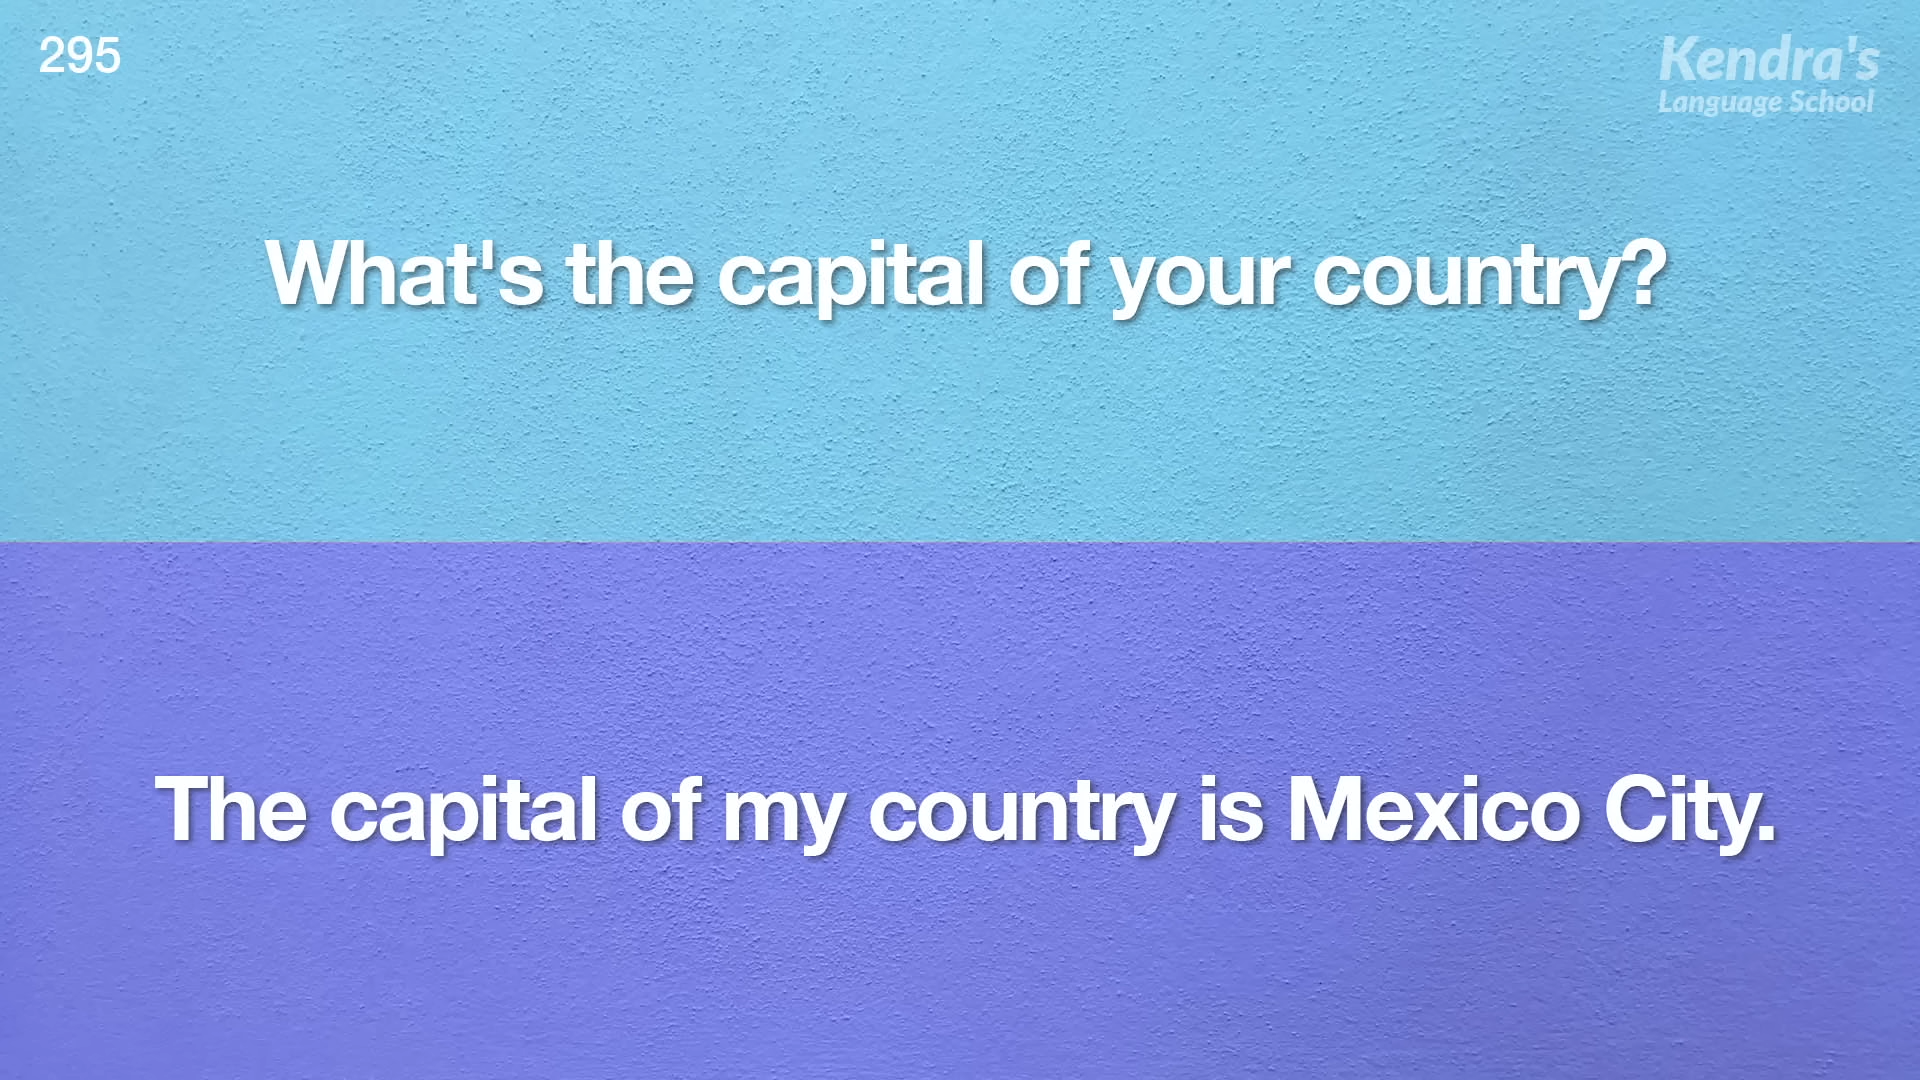 295
Kendra's
Language School
What's the capital of your country?
The capital of my country is Mexico City.